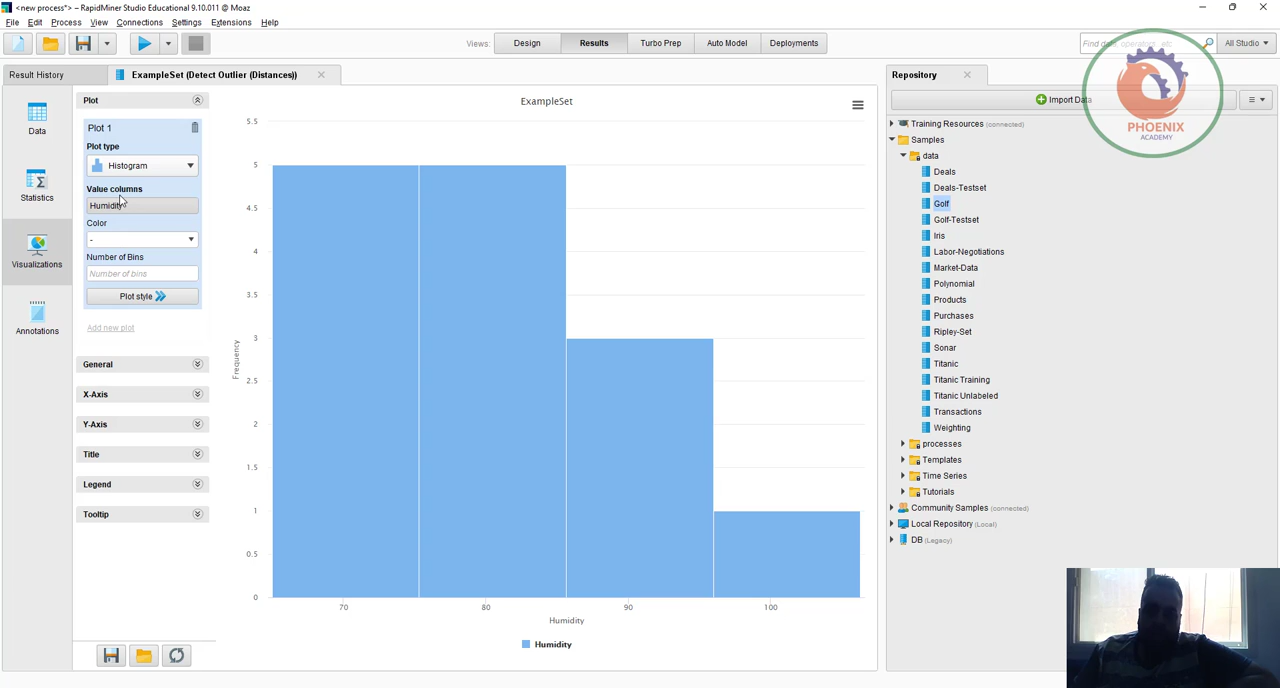 <new process*> – RapidMiner Studio Educational 9.10.011 @ Moaz
File Edit Process View Connections Settings Extensions Help
Views: Design Results Turbo Prep Auto Model Deployments
Find data, operators, etc. All Studio
Result History ExampleSet (Detect Outlier (Distances))
Repository
Import Data
PHOENIX
ACADEMY
Data
Statistics
Visualizations
Annotations
Plot
Plot 1
Plot type
Histogram
Value columns
Humidity
Color
-
Number of Bins
Number of bins
Plot style
Add new plot
General
X-Axis
Y-Axis
Title
Legend
Tooltip
ExampleSet
5.5
5
4.5
4
3.5
3
2.5
2
1.5
1
0.5
0
Frequency
70 80 90 100
Humidity
Humidity
Training Resources (connected)
Samples
data
Deals
Deals-Testset
Golf
Golf-Testset
Iris
Labor-Negotiations
Market-Data
Polynomial
Products
Purchases
Ripley-Set
Sonar
Titanic
Titanic Training
Titanic Unlabeled
Transactions
Weighting
processes
Templates
Time Series
Tutorials
Community Samples (connected)
Local Repository (Local)
DB (Legacy)